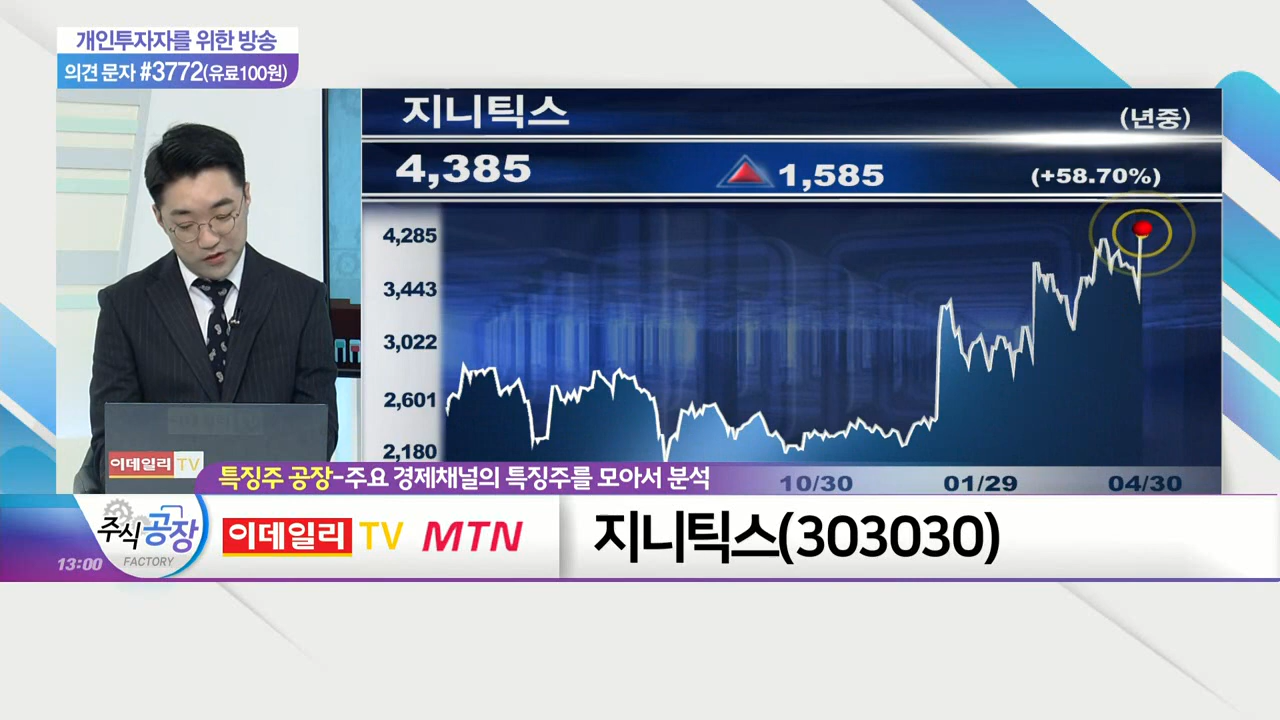 개인투자자를 위한 방송
의견 문자 #3772(유료100원)
지니틱스
(년중)
4,385
1,585
(+58.70%)
4,285
3,443
3,022
2,601
2,180
10/30
01/29
04/30
이데일리 TV
특징주 공장-주요 경제채널의 특징주를 모아서 분석
주식공장
FACTORY
13:00
이데일리 TV
MTN
지니틱스(303030)